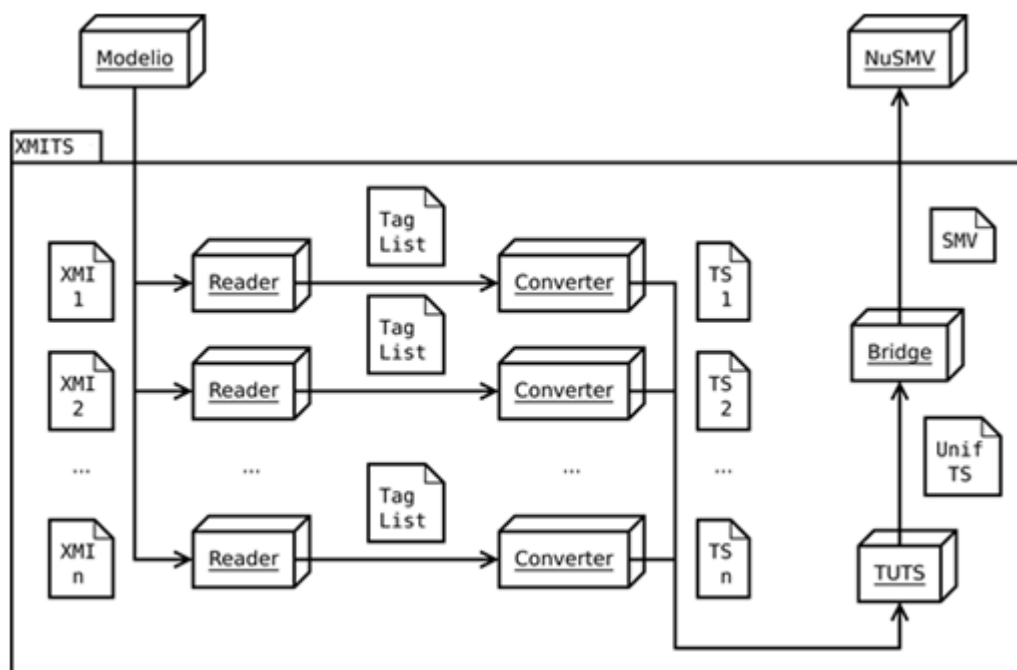 Modelio
NuSMV
XMITS
Tag
List
SMV
XMI
1
Reader
Converter
TS
1
Tag
List
Bridge
XMI
2
Reader
Converter
TS
2
Unif
TS
...
...
...
...
Tag
List
XMI
n
Reader
Converter
TS
n
TUTS